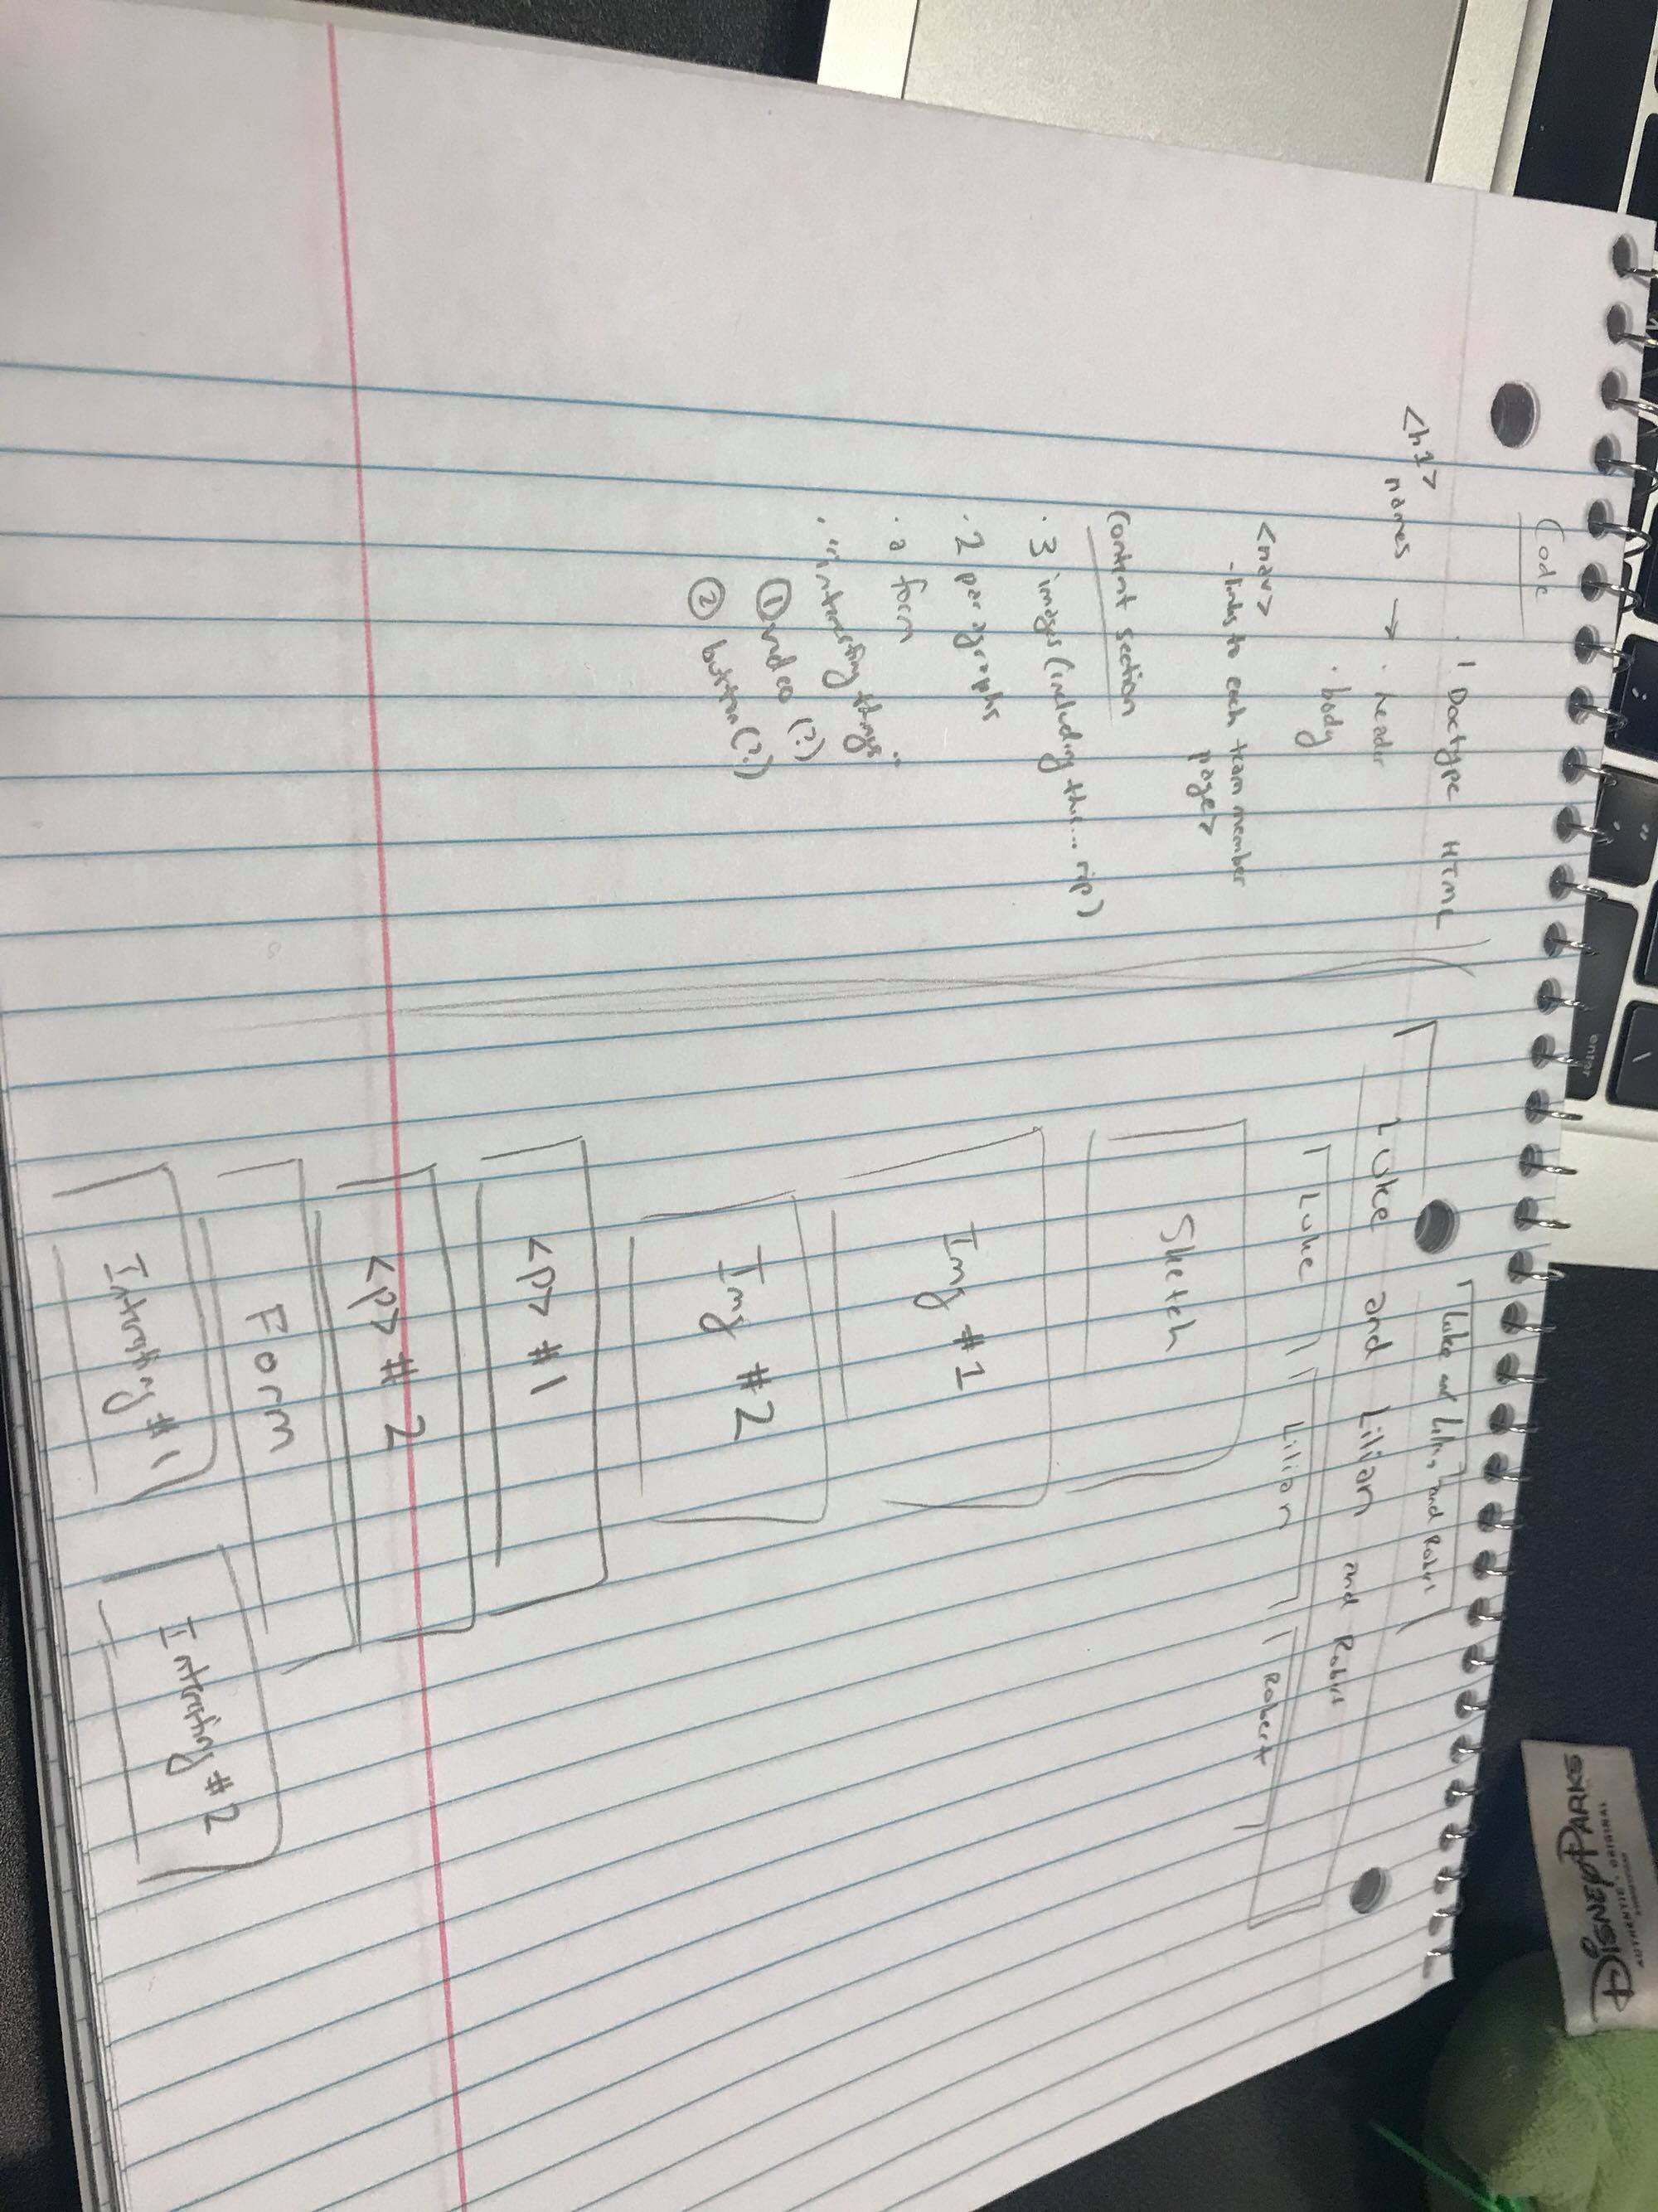 Code
! Doctype HTML
<h1> names → · header
· body
<nav>
- links to each team member
page>
Content section
· 3 images (including this... rip)
· 2 paragraphs
· a form
· "interesting things"
① video (?)
② button (?)
Luke and Lilian and Robert
Luke and Lilian and Robert
Luke
Lilian
Robert
Sketch
Img #1
Img #2
<p> #1
<p> #2
Form
Interesting #1
Interesting #2
enter
Disney PARKS
AUTHENTIC · ORIGINAL